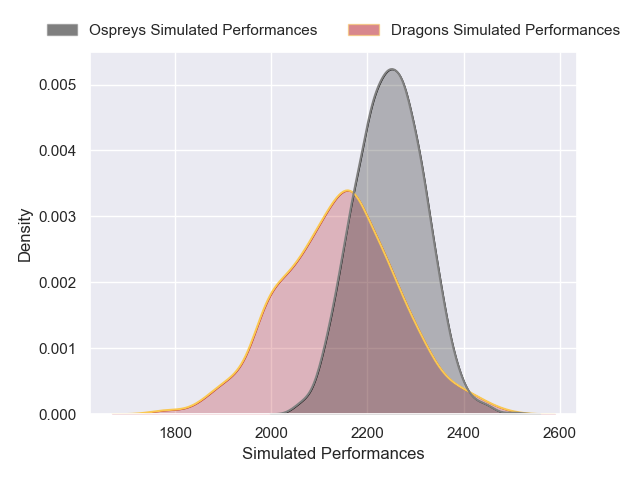 Ospreys Simulated Performances Dragons Simulated Performances
0.005
0.004
0.003
0.002
0.001
0.000
Density
1800 2000 2200 2400 2600
Simulated Performances